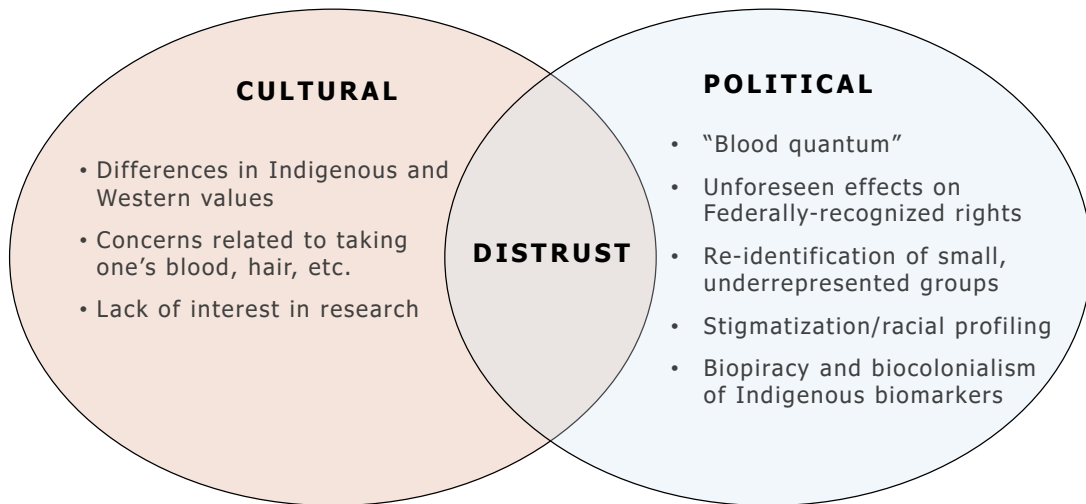 CULTURAL
• Differences in Indigenous and
Western values
• Concerns related to taking
one’s blood, hair, etc.
• Lack of interest in research
DISTRUST
POLITICAL
• “Blood quantum”
• Unforeseen effects on
Federally-recognized rights
• Re-identification of small,
underrepresented groups
• Stigmatization/racial profiling
• Biopiracy and biocolonialism
of Indigenous biomarkers